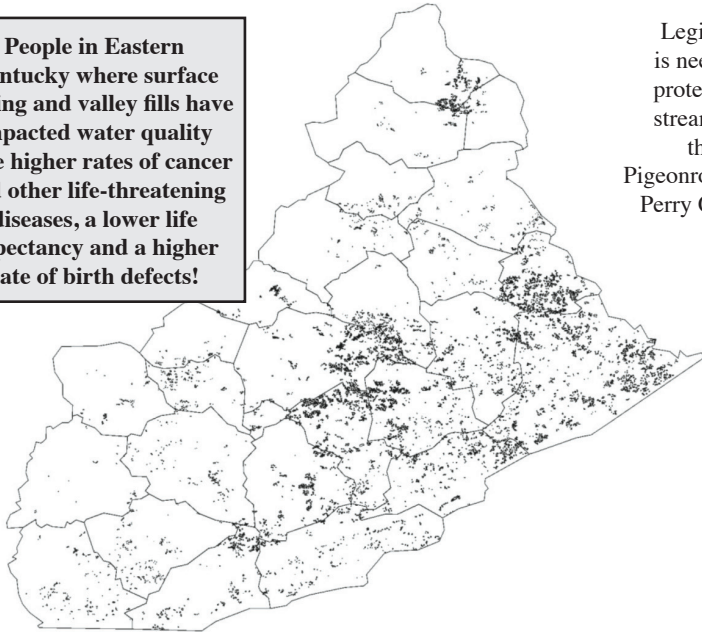 People in Eastern
ntucky where surface
ing and valley fills have
pacted water quality
e higher rates of cancer
l other life-threatening
diseases, a lower life
pectancy and a higher
ate of birth defects!
Legi
is nee
prote
strear
th
Pigeonro
Perry C